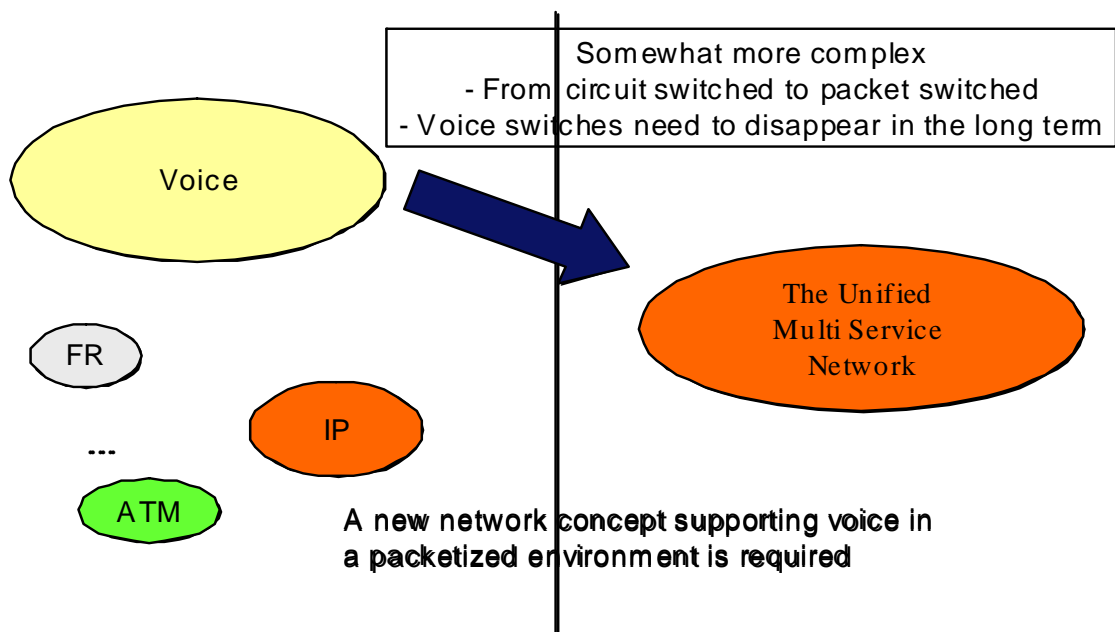 Somewhat more complex
- From circuit switched to packet switched
- Voice switches need to disappear in the long term
Voice
The Unified
Multi Service
Network
FR
IP
...
ATM
A new network concept supporting voice in
a packetized environment is required